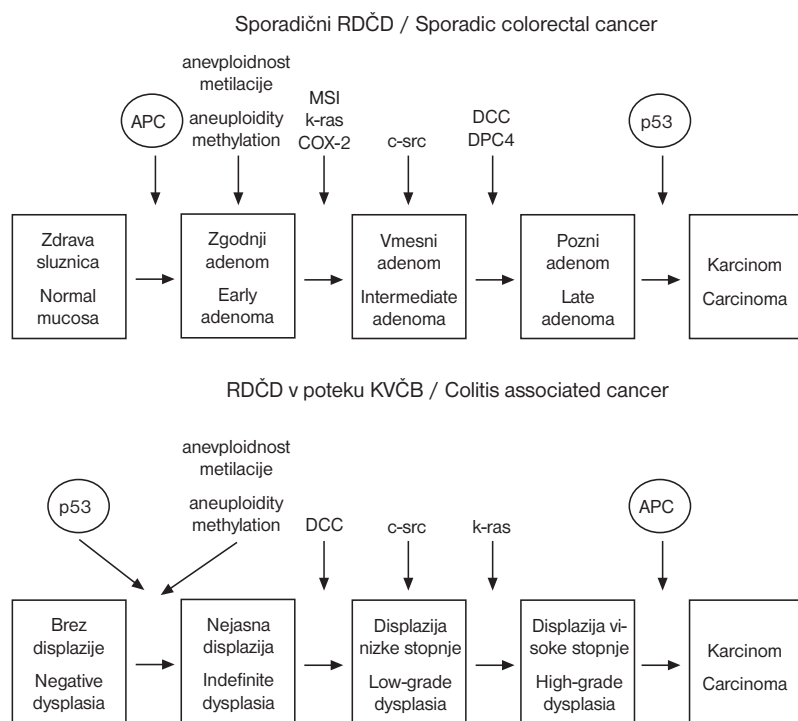 Sporadični RDČD / Sporadic colorectal cancer
anevploidnost
metilacije
aneuploidity
methylation
APC
MSI
k-ras
COX-2
c-src
DCC
DPC4
p53
Zdrava
sluznica
Normal
mucosa
Zgodnji
adenom
Early
adenoma
Vmesni
adenom
Intermediate
adenoma
Pozni
adenom
Late
adenoma
Karcinom
Carcinoma
RDČD v poteku KVČB / Colitis associated cancer
p53
anevploidnost
metilacije
aneuploidity
methylation
DCC
c-src
k-ras
APC
Brez
displazije
Negative
dysplasia
Nejasna
displazija
Indefinite
dysplasia
Displazija
nizke stopnje
Low-grade
dysplasia
Displazija vi-
soke stopnje
High-grade
dysplasia
Karcinom
Carcinoma